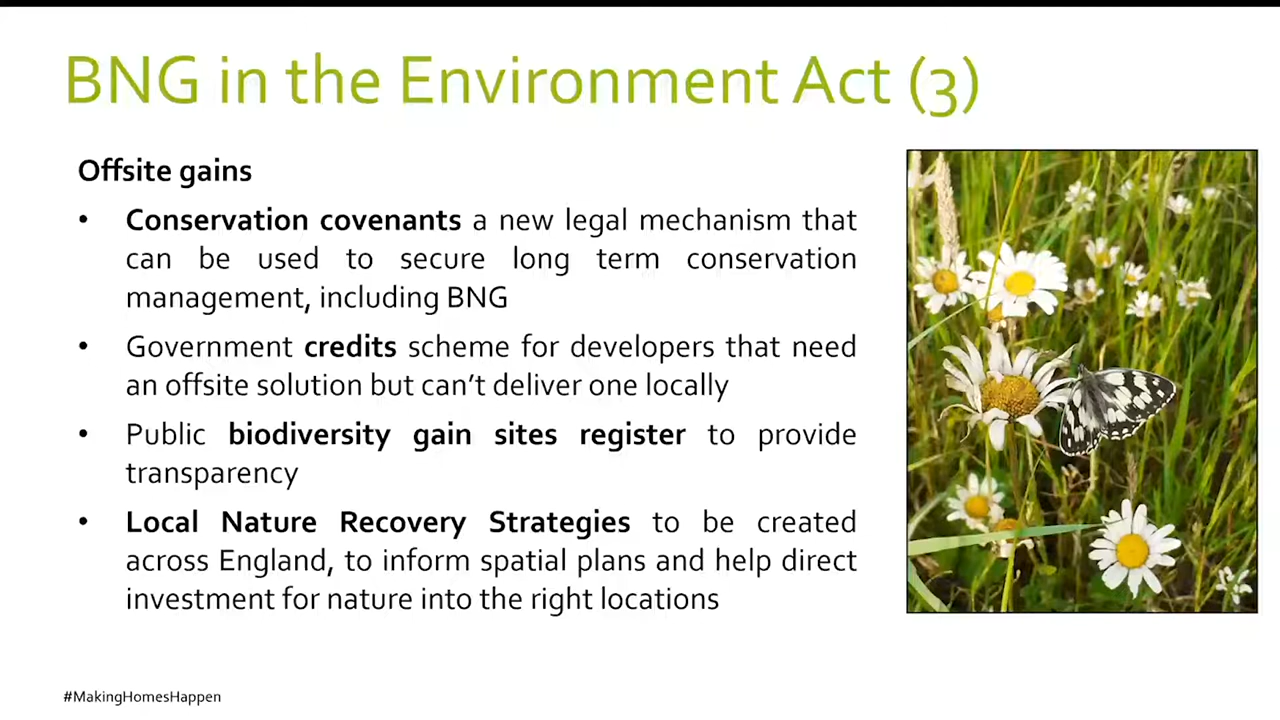 BNG in the Environment Act (3)
Offsite gains
• Conservation covenants a new legal mechanism that
can be used to secure long term conservation
management, including BNG
• Government credits scheme for developers that need
an offsite solution but can’t deliver one locally
• Public biodiversity gain sites register to provide
transparency
• Local Nature Recovery Strategies to be created
across England, to inform spatial plans and help direct
investment for nature into the right locations
#MakingHomesHappen